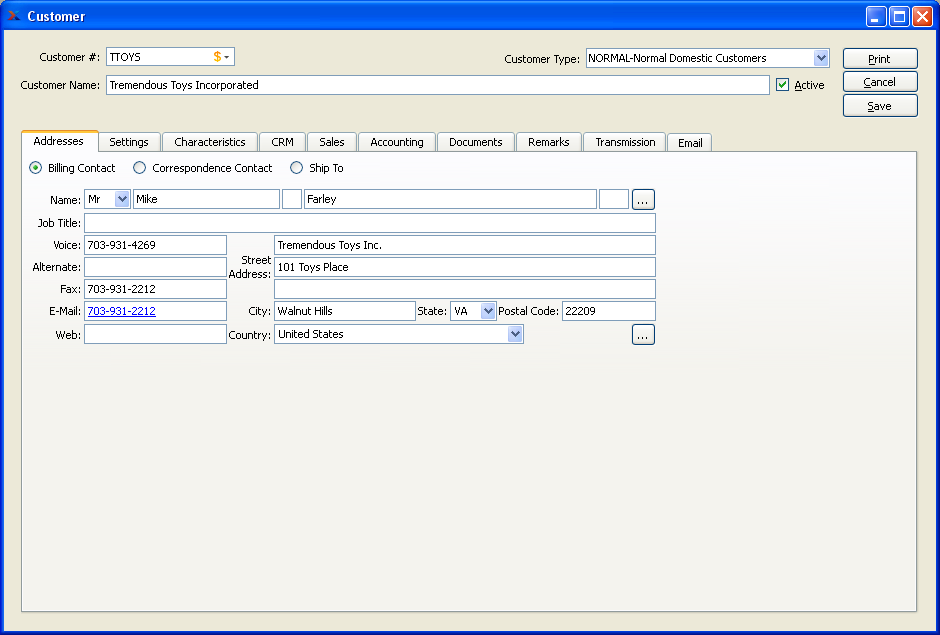 Customer
Customer #: TTOYS $
Customer Type: NORMAL-Normal Domestic Customers
Print
Customer Name: Tremendous Toys Incorporated
Active
Cancel
Save
Addresses Settings Characteristics CRM Sales Accounting Documents Remarks Transmission Email
Billing Contact Correspondence Contact Ship To
Name: Mr Mike Farley ...
Job Title:
Voice: 703-931-4269 Tremendous Toys Inc.
Alternate: Street Address: 101 Toys Place
Fax: 703-931-2212
E-Mail: 703-931-2212 City: Walnut Hills State: VA Postal Code: 22209
Web: Country: United States ...